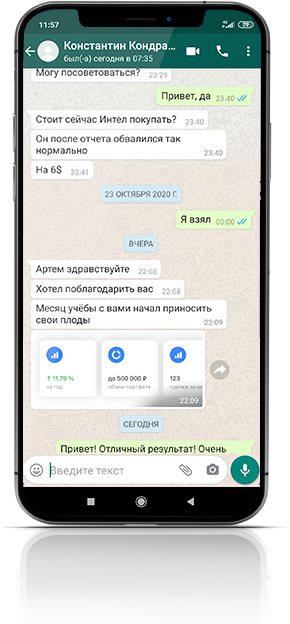 11:57
79
Константин Кондра...
был(-а) сегодня в 07:35
Могу посоветоваться? 23:29
Привет, да 23:40
Стоит сейчас Интел покупать?
23:40
Он после отчета обвалился так
нормально 23:40
На 6$ 23:41
23 ОКТЯБРЯ 2020 Г.
Я взял 00:00
ВЧЕРА
Артем здравствуйте 22:08
Хотел поблагодарить вас 22:08
Месяц учёбы с вами начал приносить
свои плоды 22:09
↑ 11.79 % до 500 000 ₽ 123
за год объем портфеля сделка за
22:09
СЕГОДНЯ
Привет! Отличный результат! Очень
Введите текст